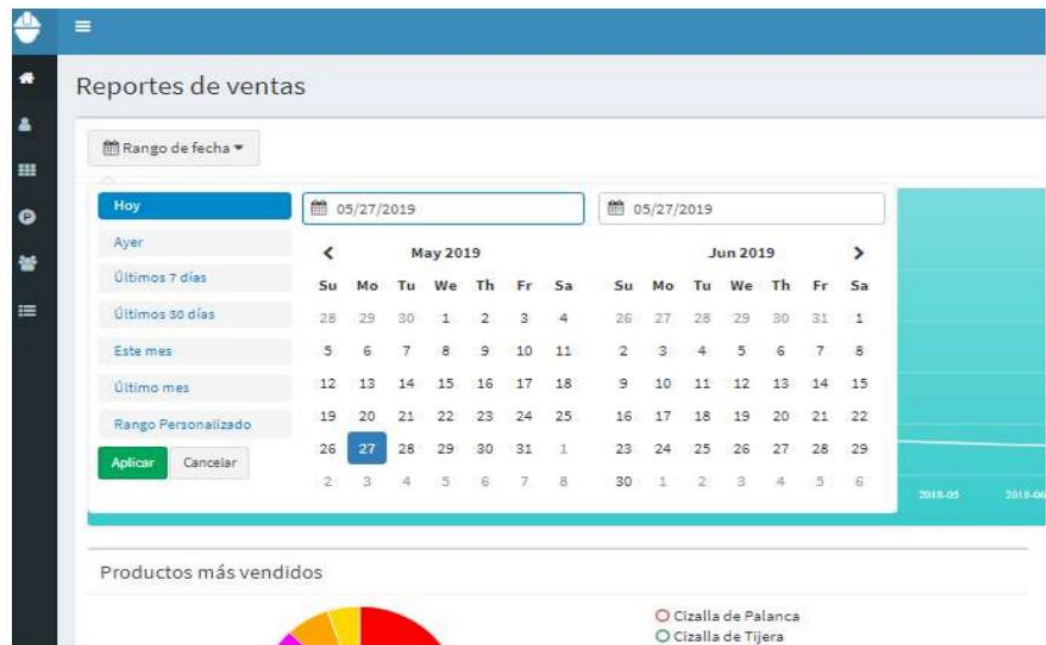 Reportes de ventas
Rango de fecha
Hoy
Ayer
Últimos 7 días
Últimos 30 días
Este mes
Último mes
Rango Personalizado
Aplicar Cancelar
05/27/2019
May 2019
Su Mo Tu We Th Fr Sa
28 29 30 1 2 3 4
5 6 7 8 9 10 11
12 13 14 15 16 17 18
19 20 21 22 23 24 25
26 27 28 29 30 31 1
2 3 4 5 6 7 8
05/27/2019
Jun 2019
Su Mo Tu We Th Fr Sa
26 27 28 29 30 31 1
2 3 4 5 6 7 8
9 10 11 12 13 14 15
16 17 18 19 20 21 22
23 24 25 26 27 28 29
30 1 2 3 4 5 6
2018-05 2018-06
Productos más vendidos
Cizalla de Palanca
Cizalla de Tijera